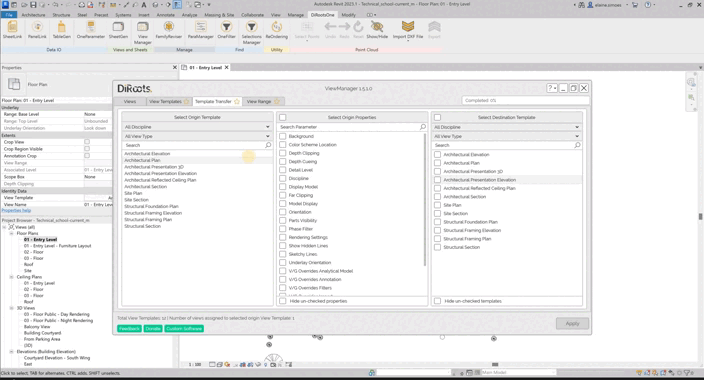 Autodesk Revit 2023.1 - Technical_school-current_m - Floor Plan: 01 - Entry Level
File
Architecture
Structure
Steel
Precast
Systems
Insert
Annotate
Analyze
Massing & Site
Collaborate
View
Manage
Add-Ins
DiRootsOne
Modify
SheetLink
PanelLink
TableGen
OneParameter
SheetGen
View
Manager
FamilyReviser
ParaManager
OneFilter
Selections
Manager
ReOrdering
Undo
Redo
Reset
Show/Hide
Import DXF File
Export
Data IO
Views and Sheets
Manage
Find
Utility
Point Cloud
Properties
Floor Plan
Floor Plan: 01 - Entry Level
Underlay
Range: Base Level
None
Range: Top Level
Unbounded
Underlay Orientation
Look down
Extents
Crop View
Crop Region Visible
Annotation Crop
View Range
Associated Level
01 - Entry Level
Scope Box
None
Depth Clipping
Identity Data
View Template
View Name
01 - Entry Level
Properties help
Project Browser - Technical_school-current_m
Views (all)
Floor Plans
01 - Entry Level
01 - Entry Level - Furniture Layout
02 - Floor
03 - Floor
Roof
Site
Ceiling Plans
01 - Entry Level
02 - Floor
03 - Floor
Roof
3D Views
03 - Floor Public - Day Rendering
03 - Floor Public - Night Rendering
Balcony View
Building Courtyard
From Parking Area
{3D}
Elevations (Building Elevation)
Courtyard Elevation - South Wing
East
01 - Entry Level
DiRoots.
ViewManager 1.5.1.0
Views
View Templates
Template Transfer
View Range
Completed: 0%
Select Origin Template
All Discipline
All View Type
Search
Architectural Elevation
Architectural Plan
Architectural Presentation 3D
Architectural Presentation Elevation
Architectural Reflected Ceiling Plan
Architectural Section
Site Plan
Site Section
Structural Foundation Plan
Structural Framing Elevation
Structural Framing Plan
Structural Section
Select Origin Properties
Search Parameter
Background
Color Scheme Location
Depth Clipping
Depth Cueing
Detail Level
Discipline
Display Model
Far Clipping
Model Display
Orientation
Parts Visibility
Phase Filter
Rendering Settings
Show Hidden Lines
Sketchy Lines
Underlay Orientation
V/G Overrides Analytical Model
V/G Overrides Annotation
V/G Overrides Filters
Hide un-checked properties
Select Destination Template
All Discipline
All View Type
Search
Architectural Elevation
Architectural Plan
Architectural Presentation 3D
Architectural Presentation Elevation
Architectural Reflected Ceiling Plan
Architectural Section
Site Plan
Site Section
Structural Foundation Plan
Structural Framing Elevation
Structural Framing Plan
Structural Section
Hide un-checked templates
Total View Templates: 12 | Number of views assigned to selected origin View Template: 1
Feedback
Donate
Custom Software
Apply
Click to select, TAB for alternates, CTRL adds, SHIFT unselects.
Main Model